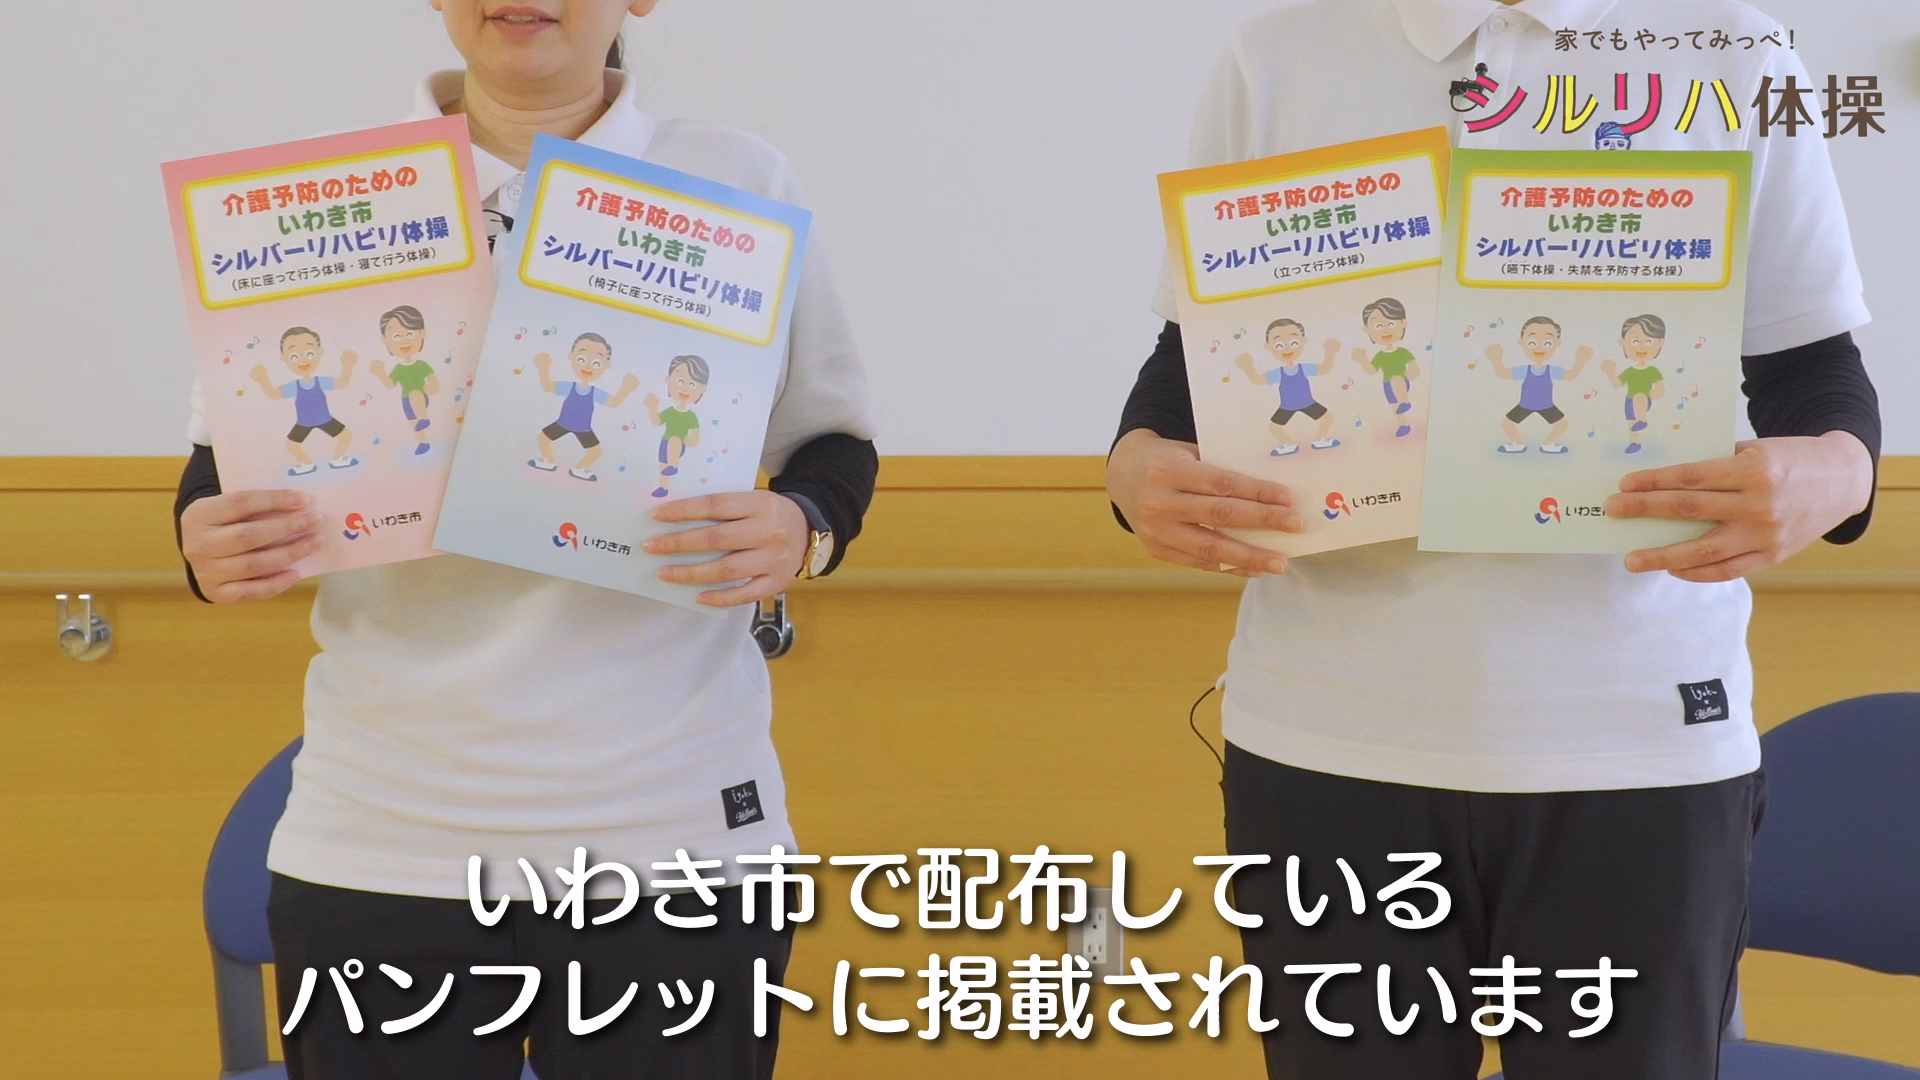 家でもやってみっぺ！
シルリハ体操
介護予防のための
いわき市
シルバーリハビリ体操
（床に座って行う体操・寝て行う体操）
いわき市
介護予防のための
いわき市
シルバーリハビリ体操
（椅子に座って行う体操）
いわき市
介護予防のための
いわき市
シルバーリハビリ体操
（立って行う体操）
いわき市
介護予防のための
いわき市
シルバーリハビリ体操
（嚥下体操・失禁を予防する体操）
いわき
igoku
×
igoku
×
いわき市で配布している
パンフレットに掲載されています